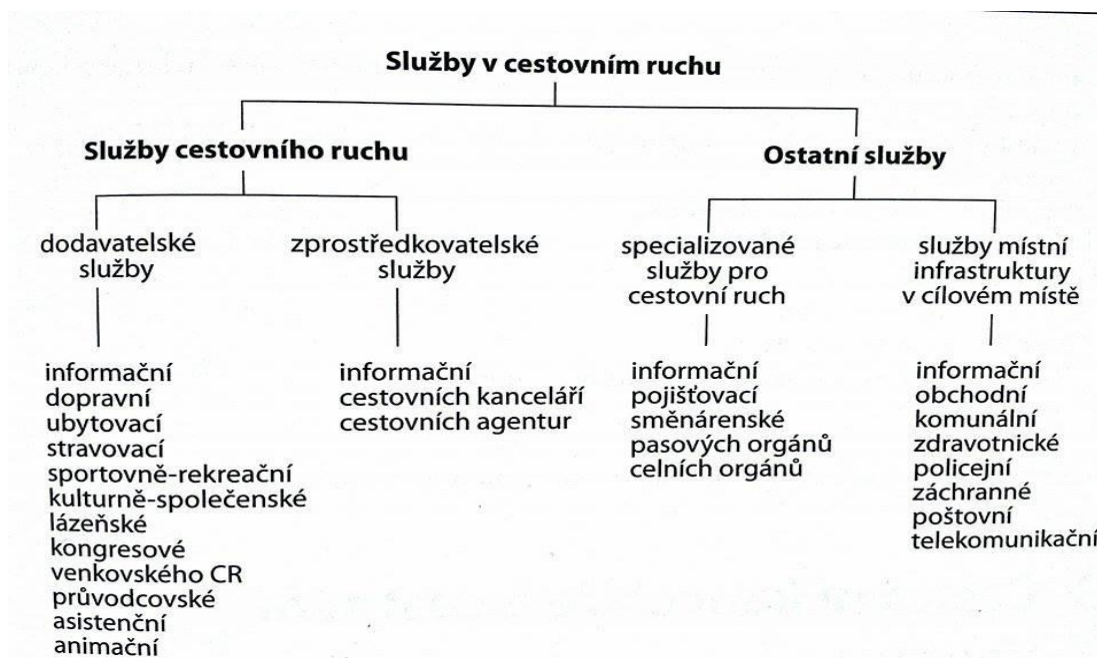 Služby v cestovním ruchu
Služby cestovního ruchu
Ostatní služby
dodavatelské
služby
zprostředkovatelské
služby
specializované
služby pro
cestovní ruch
služby místní
infrastruktury
v cílovém místě
informační
dopravní
ubytovací
stravovací
sportovně-rekreační
kulturně-společenské
lázeňské
kongresové
venkovského CR
průvodcovské
asistenční
animační
informační
cestovních kanceláří
cestovních agentur
informační
pojišťovací
směnárenské
pasových orgánů
celních orgánů
informační
obchodní
komunální
zdravotnické
policejní
záchranné
poštovní
telekomunikační